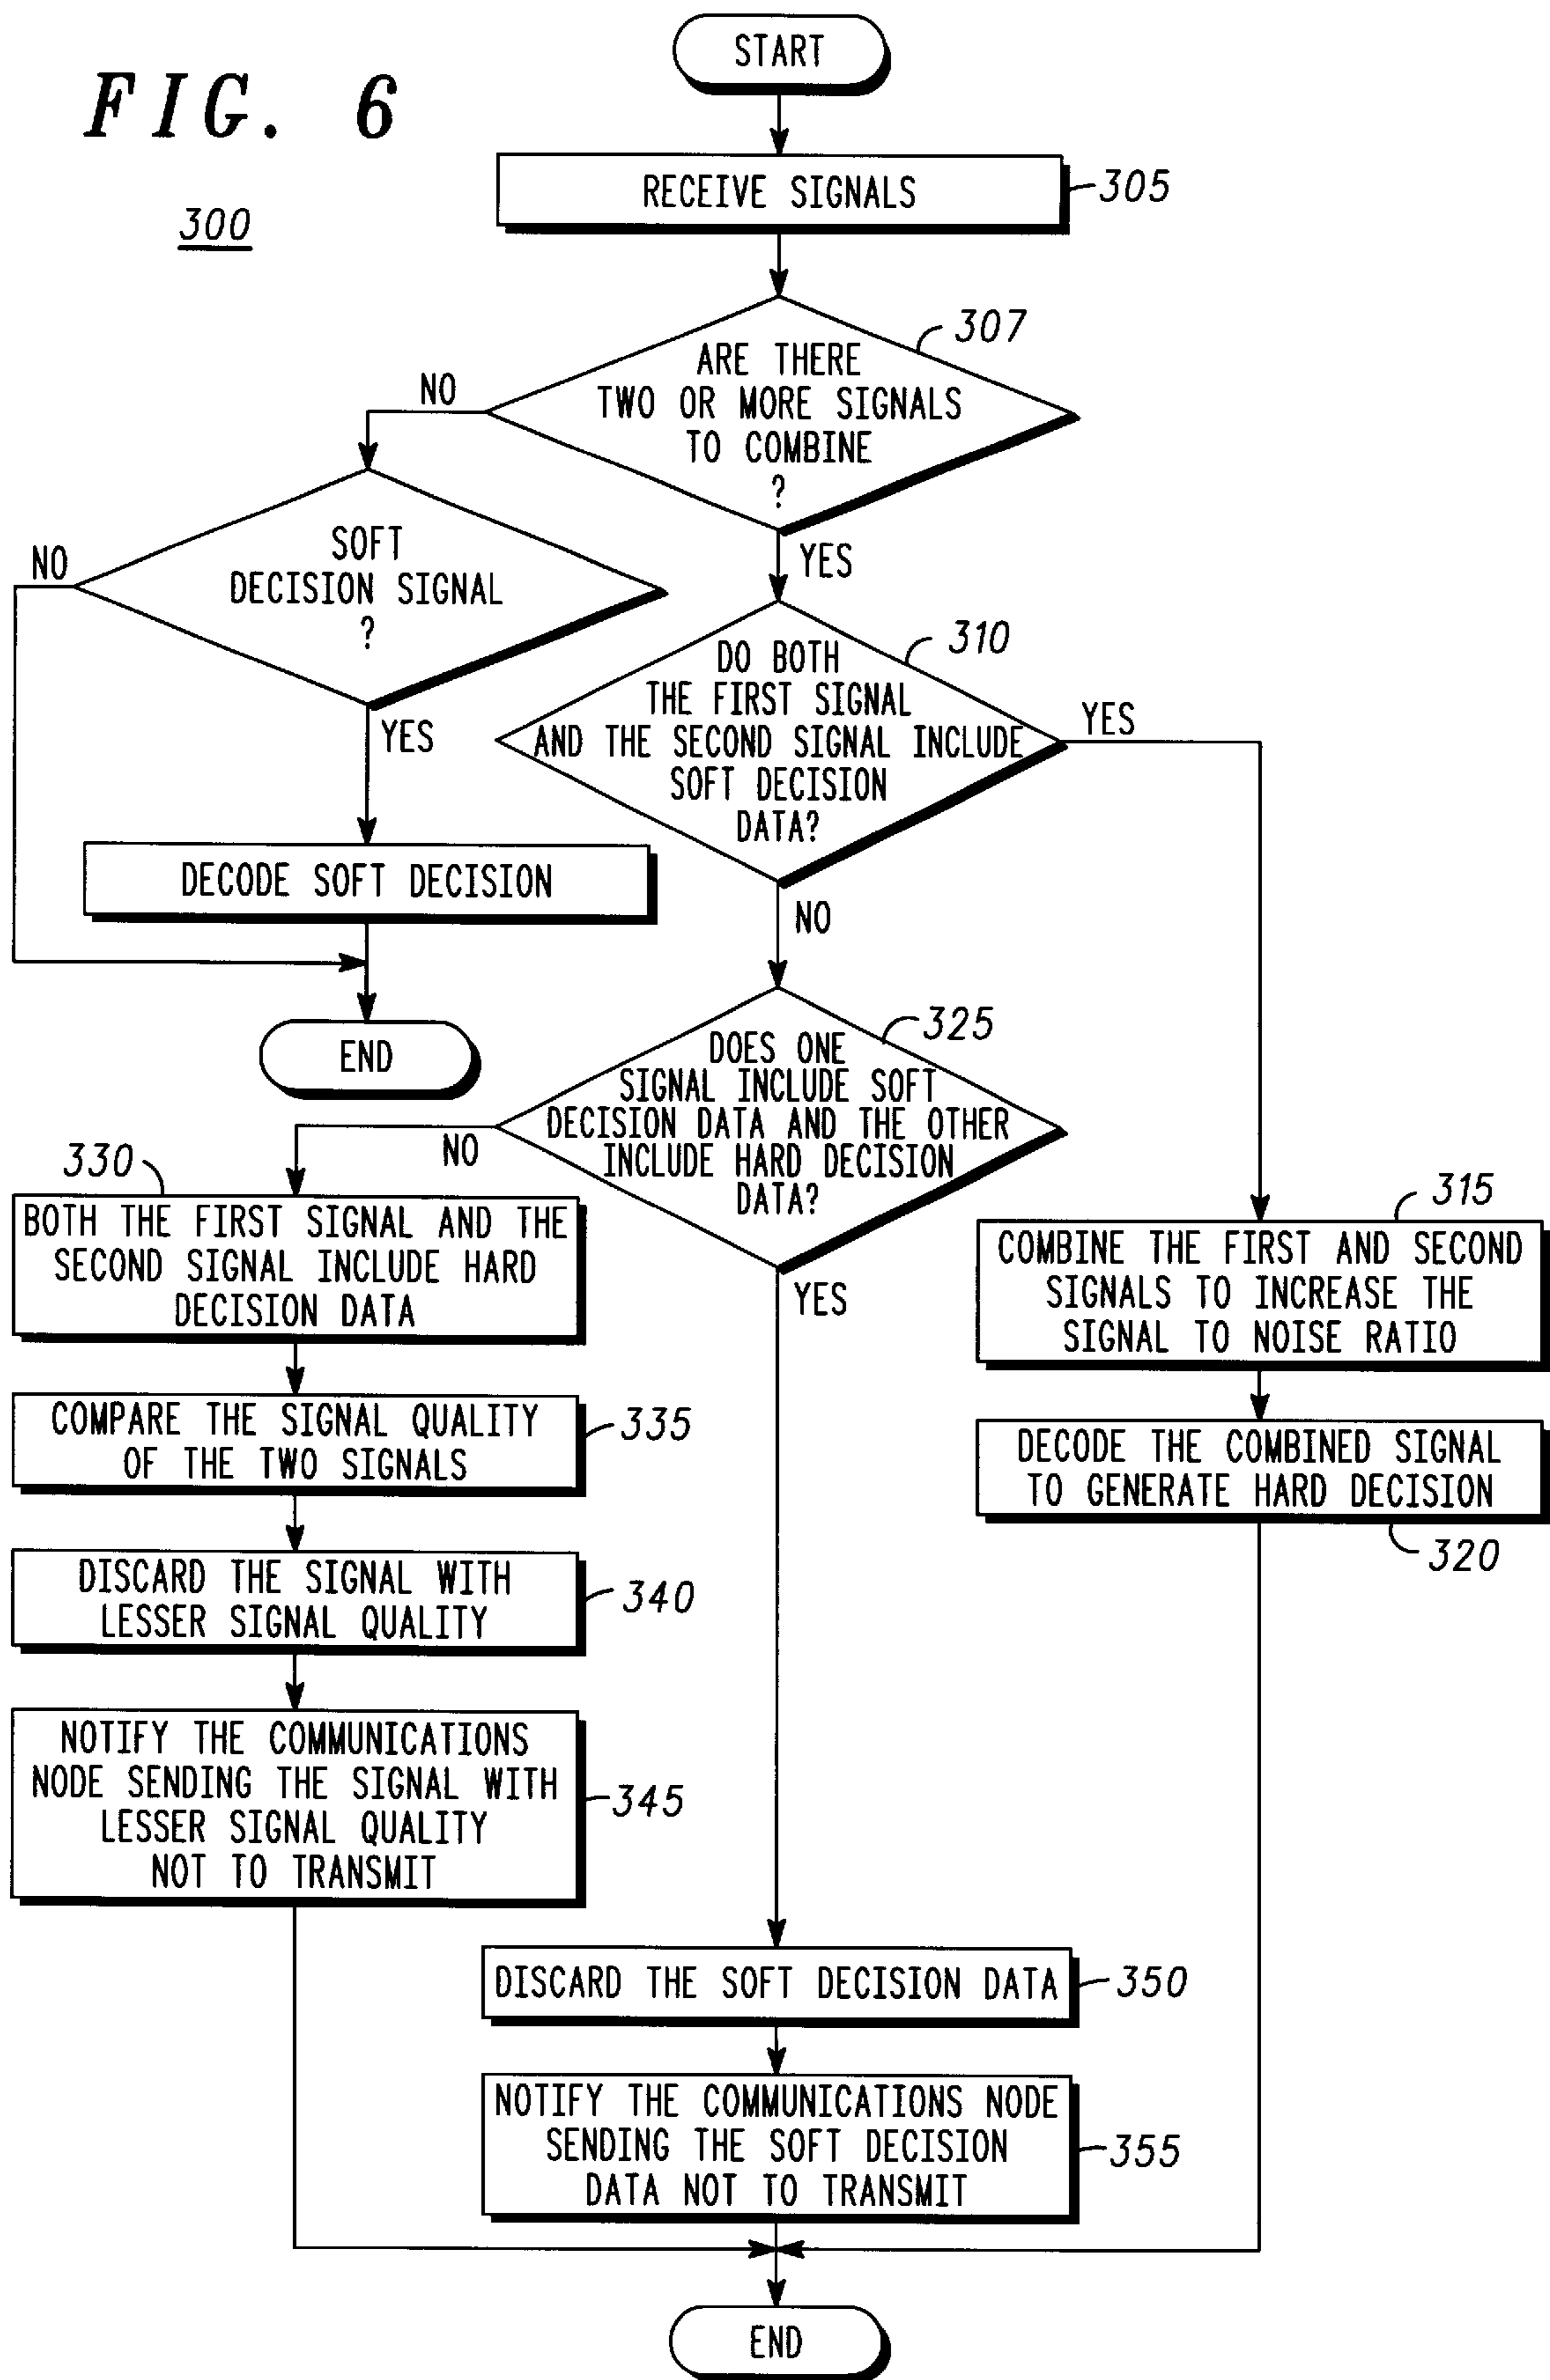 FIG. 6
300
START
RECEIVE SIGNALS
305
307
ARE THERE
TWO OR MORE SIGNALS
TO COMBINE
?
NO
YES
SOFT
DECISION SIGNAL
?
NO
YES
DECODE SOFT DECISION
END
310
DO BOTH
THE FIRST SIGNAL
AND THE SECOND SIGNAL INCLUDE
SOFT DECISION
DATA?
YES
NO
325
DOES ONE
SIGNAL INCLUDE SOFT
DECISION DATA AND THE OTHER
INCLUDE HARD DECISION
DATA?
NO
YES
330
BOTH THE FIRST SIGNAL AND THE
SECOND SIGNAL INCLUDE HARD
DECISION DATA
COMPARE THE SIGNAL QUALITY
OF THE TWO SIGNALS
335
DISCARD THE SIGNAL WITH
LESSER SIGNAL QUALITY
340
NOTIFY THE COMMUNICATIONS
NODE SENDING THE SIGNAL WITH
LESSER SIGNAL QUALITY
NOT TO TRANSMIT
345
315
COMBINE THE FIRST AND SECOND
SIGNALS TO INCREASE THE
SIGNAL TO NOISE RATIO
DECODE THE COMBINED SIGNAL
TO GENERATE HARD DECISION
320
DISCARD THE SOFT DECISION DATA
350
NOTIFY THE COMMUNICATIONS NODE
SENDING THE SOFT DECISION
DATA NOT TO TRANSMIT
355
END